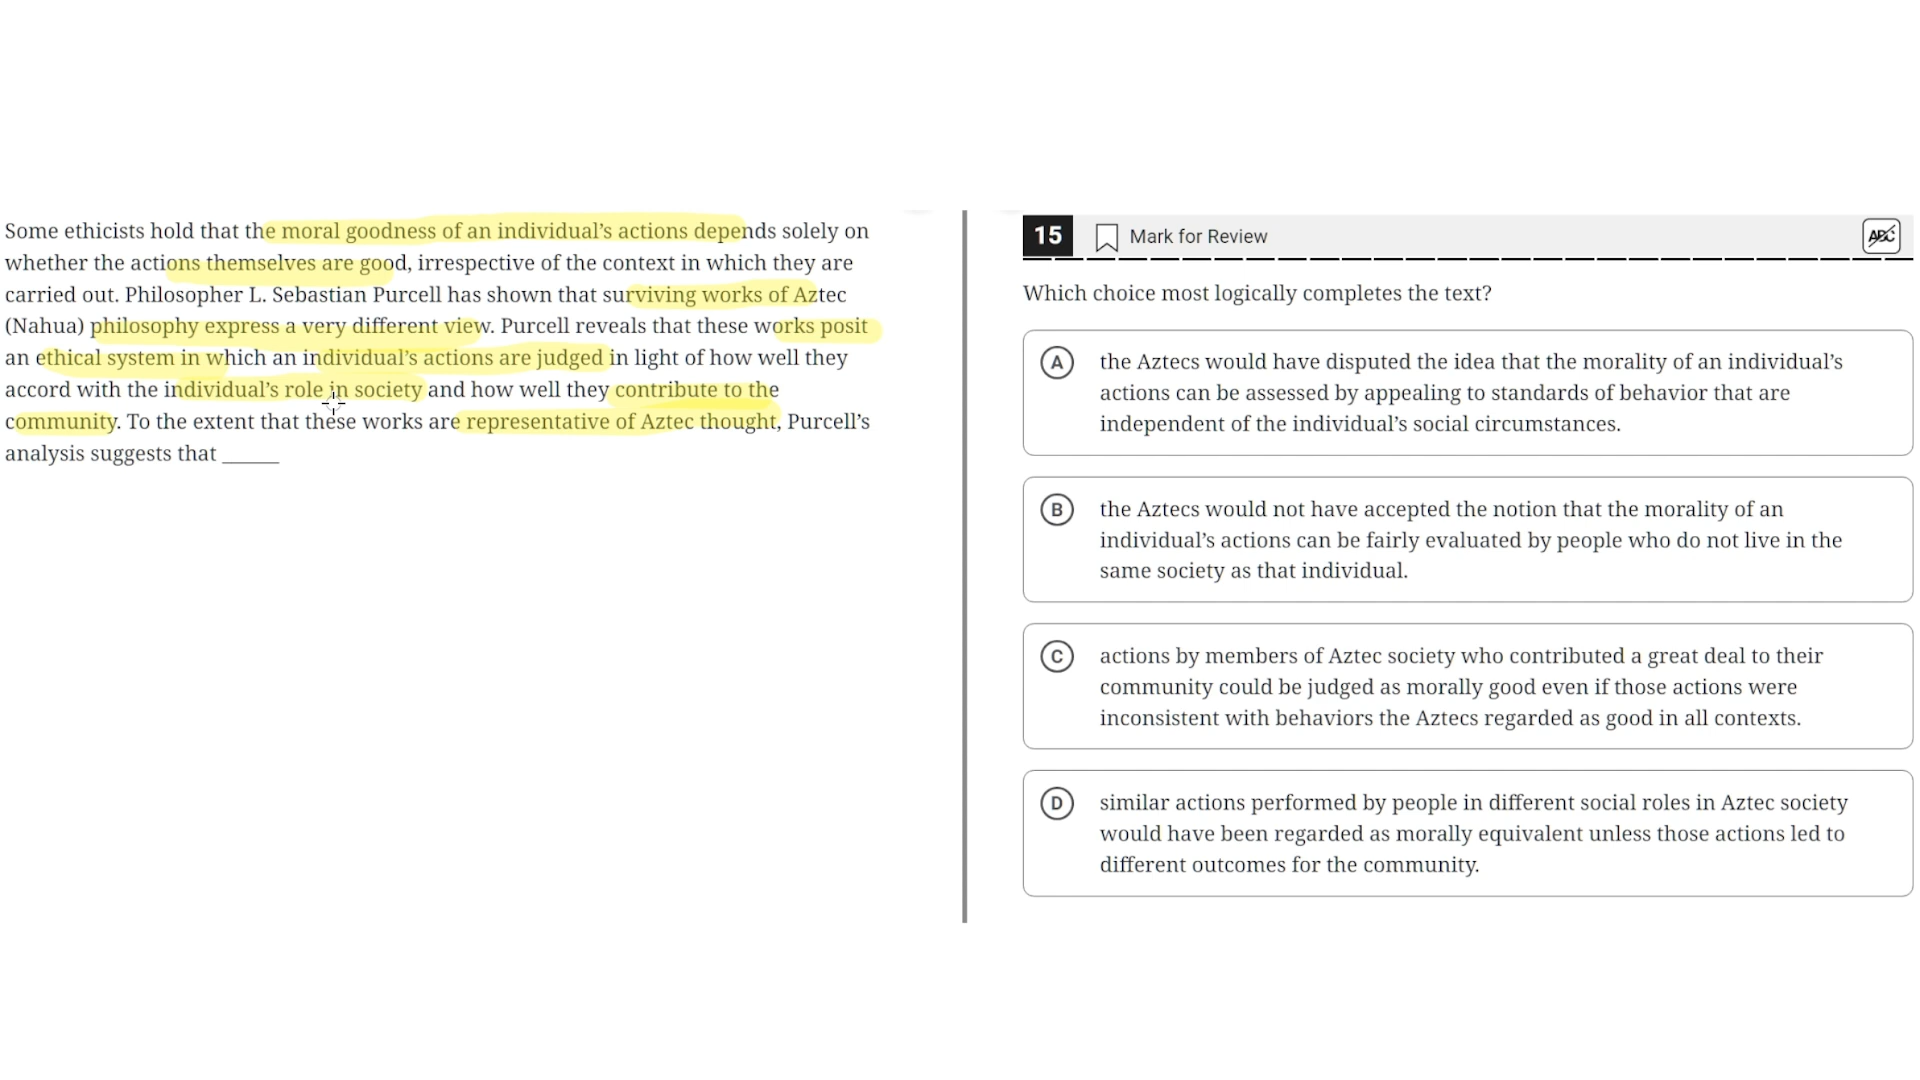 Some ethicists hold that the moral goodness of an individual’s actions depends solely on
whether the actions themselves are good, irrespective of the context in which they are
carried out. Philosopher L. Sebastian Purcell has shown that surviving works of Aztec
(Nahua) philosophy express a very different view. Purcell reveals that these works posit
an ethical system in which an individual’s actions are judged in light of how well they
accord with the individual’s role in society and how well they contribute to the
community. To the extent that these works are representative of Aztec thought, Purcell’s
analysis suggests that ______
15 Mark for Review ABC
Which choice most logically completes the text?
A the Aztecs would have disputed the idea that the morality of an individual’s
actions can be assessed by appealing to standards of behavior that are
independent of the individual’s social circumstances.
B the Aztecs would not have accepted the notion that the morality of an
individual’s actions can be fairly evaluated by people who do not live in the
same society as that individual.
C actions by members of Aztec society who contributed a great deal to their
community could be judged as morally good even if those actions were
inconsistent with behaviors the Aztecs regarded as good in all contexts.
D similar actions performed by people in different social roles in Aztec society
would have been regarded as morally equivalent unless those actions led to
different outcomes for the community.